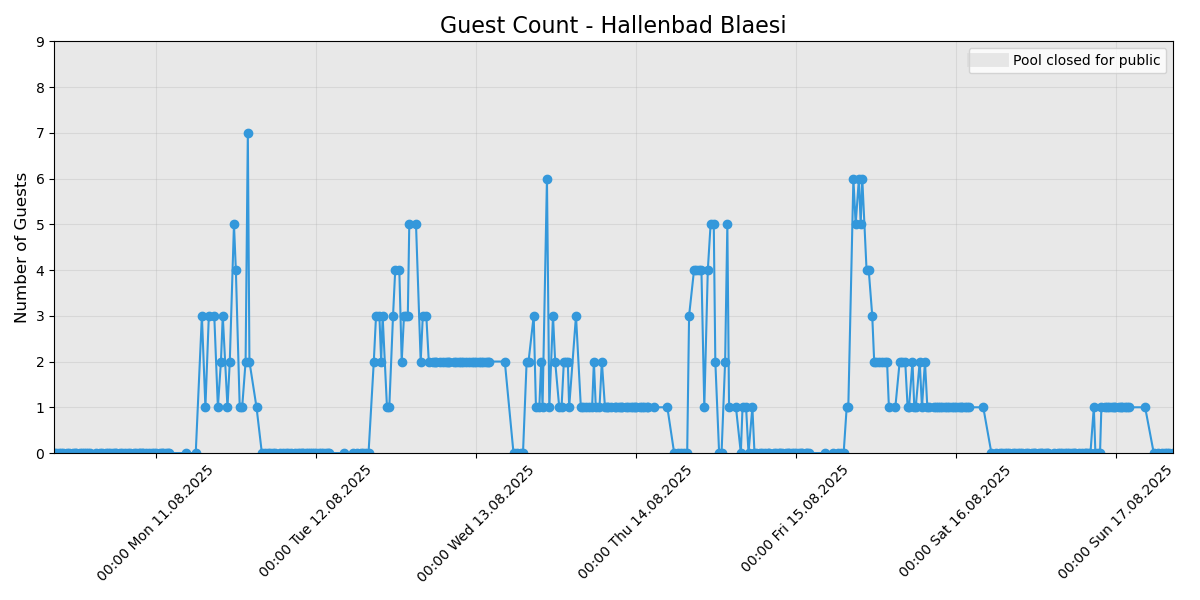 Guest Count - Hallenbad Blaesi
Pool closed for public
Number of Guests
9
8
7
6
5
4
3
2
1
0
00:00 Mon 11.08.2025
00:00 Tue 12.08.2025
00:00 Wed 13.08.2025
00:00 Thu 14.08.2025
00:00 Fri 15.08.2025
00:00 Sat 16.08.2025
00:00 Sun 17.08.2025